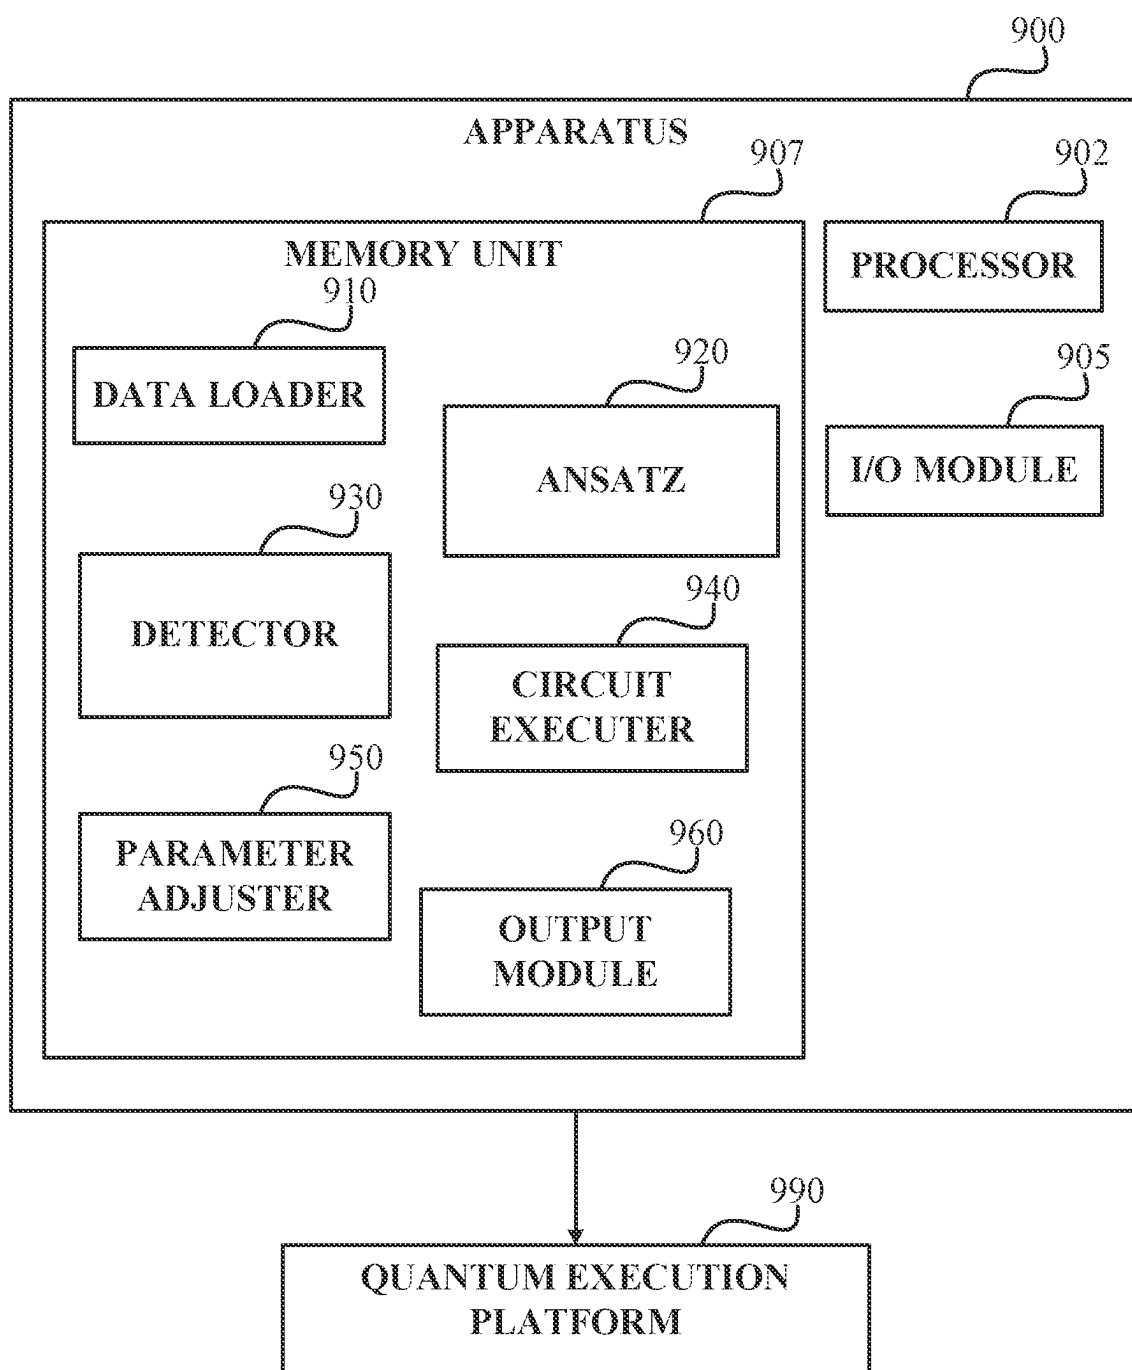 900
APPARATUS
907
902
MEMORY UNIT
PROCESSOR
910
DATA LOADER
920
905
ANSATZ
I/O MODULE
930
DETECTOR
940
CIRCUIT
EXECUTER
950
PARAMETER
ADJUSTER
960
OUTPUT
MODULE
990
QUANTUM EXECUTION
PLATFORM